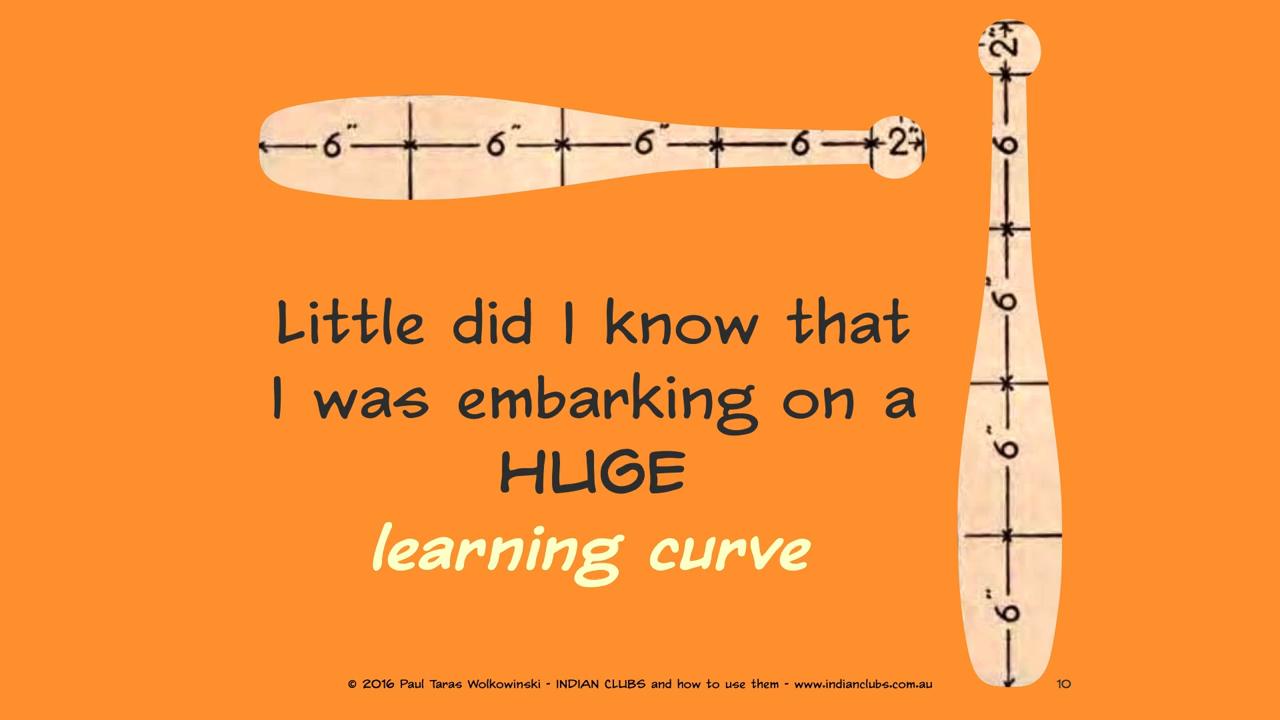 6" 6" 6" 6 2"
2"
6
6"
6"
6"
Little did I know that
I was embarking on a
HUGE
learning curve
© 2016 Paul Taras Wolkowinski - INDIAN CLUBS and how to use them - www.indianclubs.com.au
10